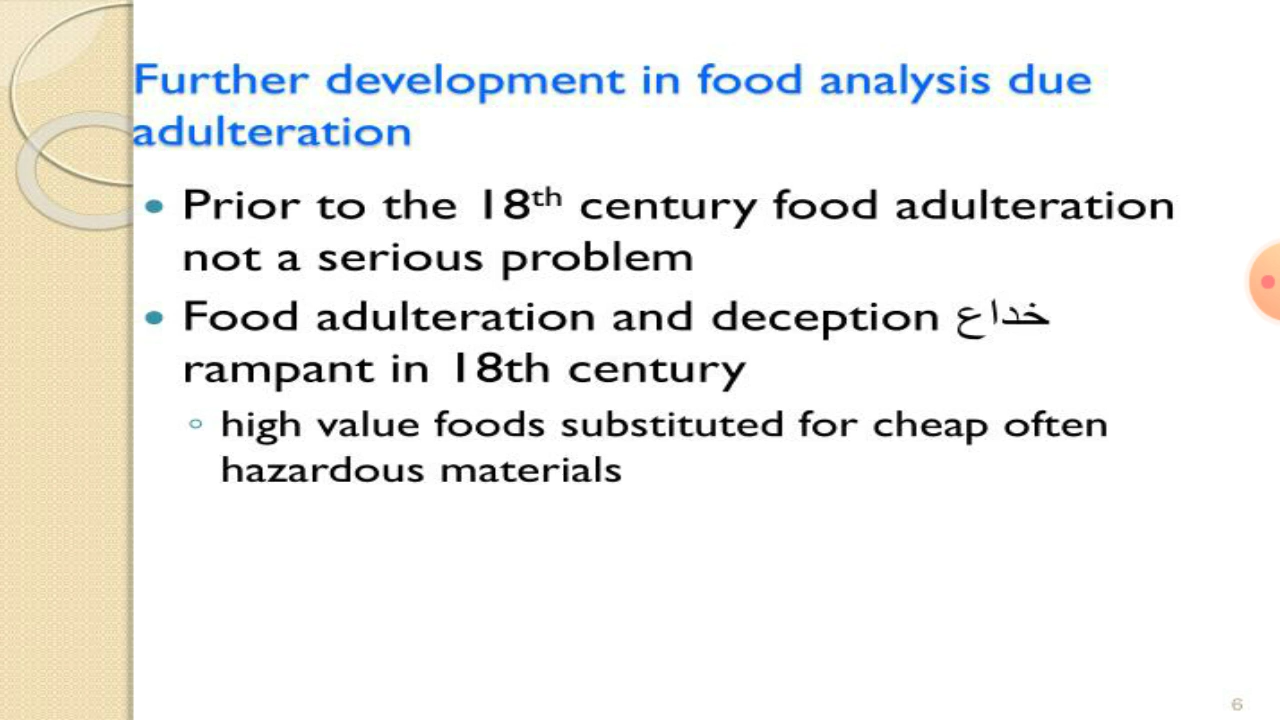 Further development in food analysis due
adulteration
• Prior to the 18th century food adulteration
not a serious problem
• Food adulteration and deception خداع
rampant in 18th century
◦ high value foods substituted for cheap often
hazardous materials
6